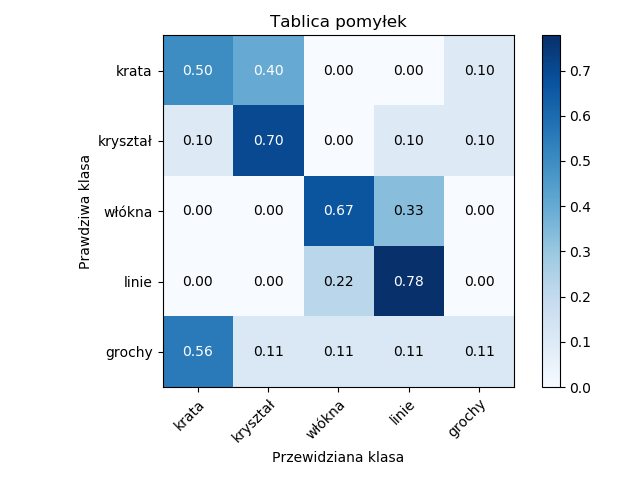 Tablica pomyłek
Prawdziwa klasa
krata 0.50 0.40 0.00 0.00 0.10
kryształ 0.10 0.70 0.00 0.10 0.10
włókna 0.00 0.00 0.67 0.33 0.00
linie 0.00 0.00 0.22 0.78 0.00
grochy 0.56 0.11 0.11 0.11 0.11
krata kryształ włókna linie grochy
Przewidziana klasa
0.7
0.6
0.5
0.4
0.3
0.2
0.1
0.0